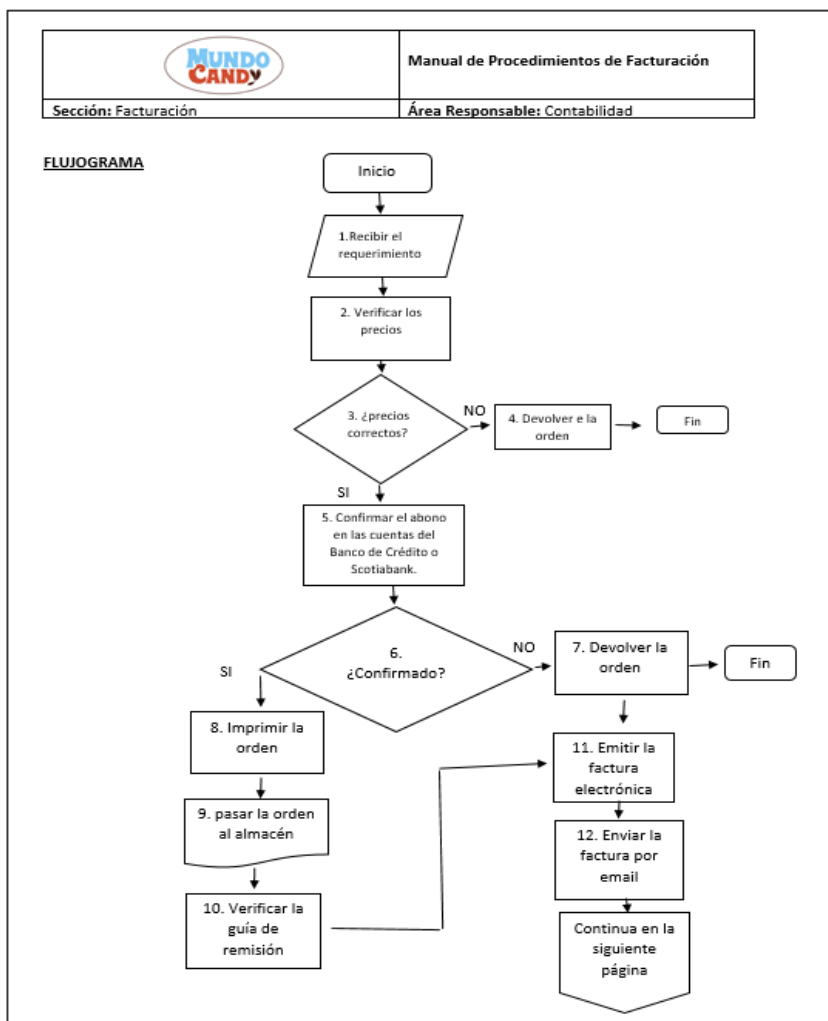 MUNDO
CANDY
Manual de Procedimientos de Facturación
Sección: Facturación
Área Responsable: Contabilidad
FLUJOGRAMA
Inicio
1.Recibir el
requerimiento
2. Verificar los
precios
3. ¿precios
correctos?
NO
4. Devolver e la
orden
Fin
SI
5. Confirmar el abono
en las cuentas del
Banco de Crédito o
Scotiabank.
6.
¿Confirmado?
NO
7. Devolver la
orden
Fin
SI
8. Imprimir la
orden
9. pasar la orden
al almacén
10. Verificar la
guía de
remisión
11. Emitir la
factura
electrónica
12. Enviar la
factura por
email
Continua en la
siguiente
página